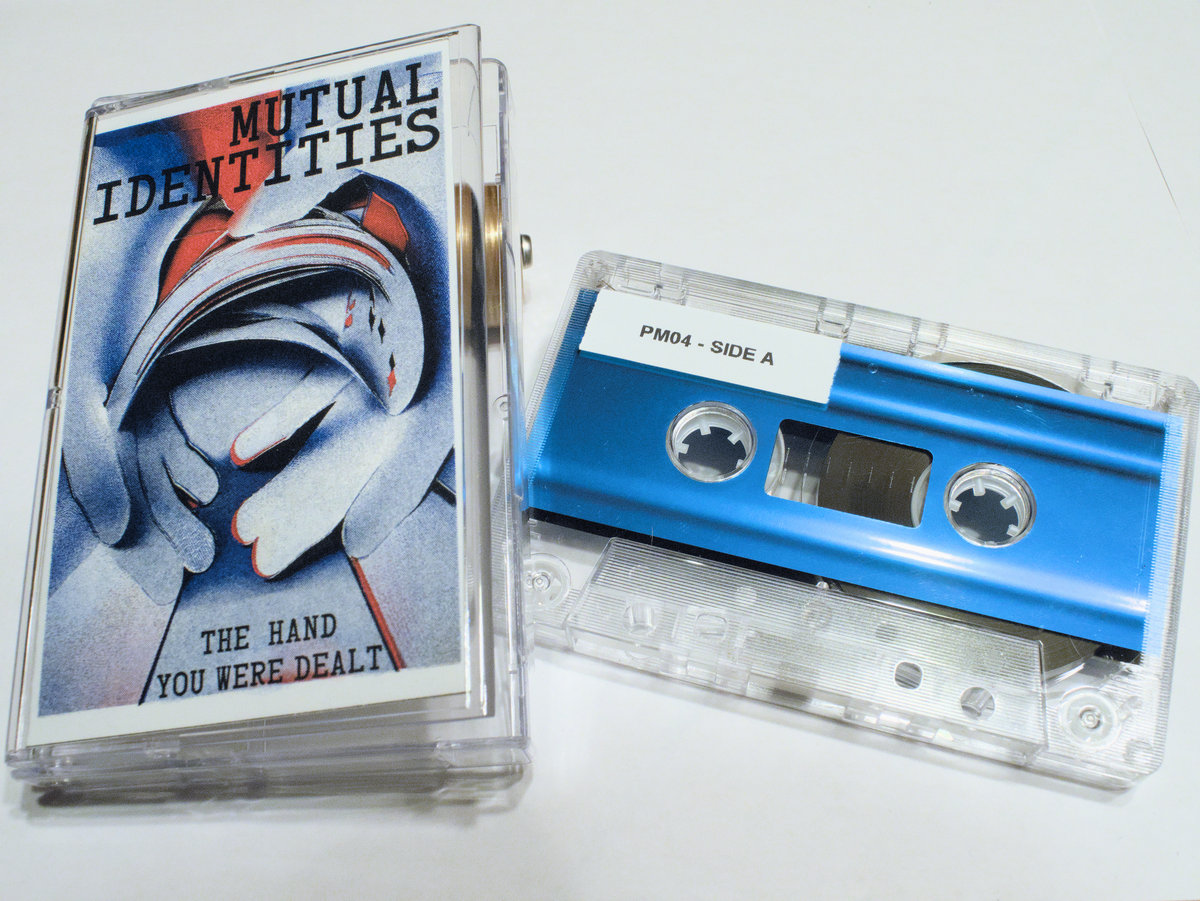 MUTUAL
IDENTITIES
THE HAND
YOU WERE DEALT
PM04 - SIDE A